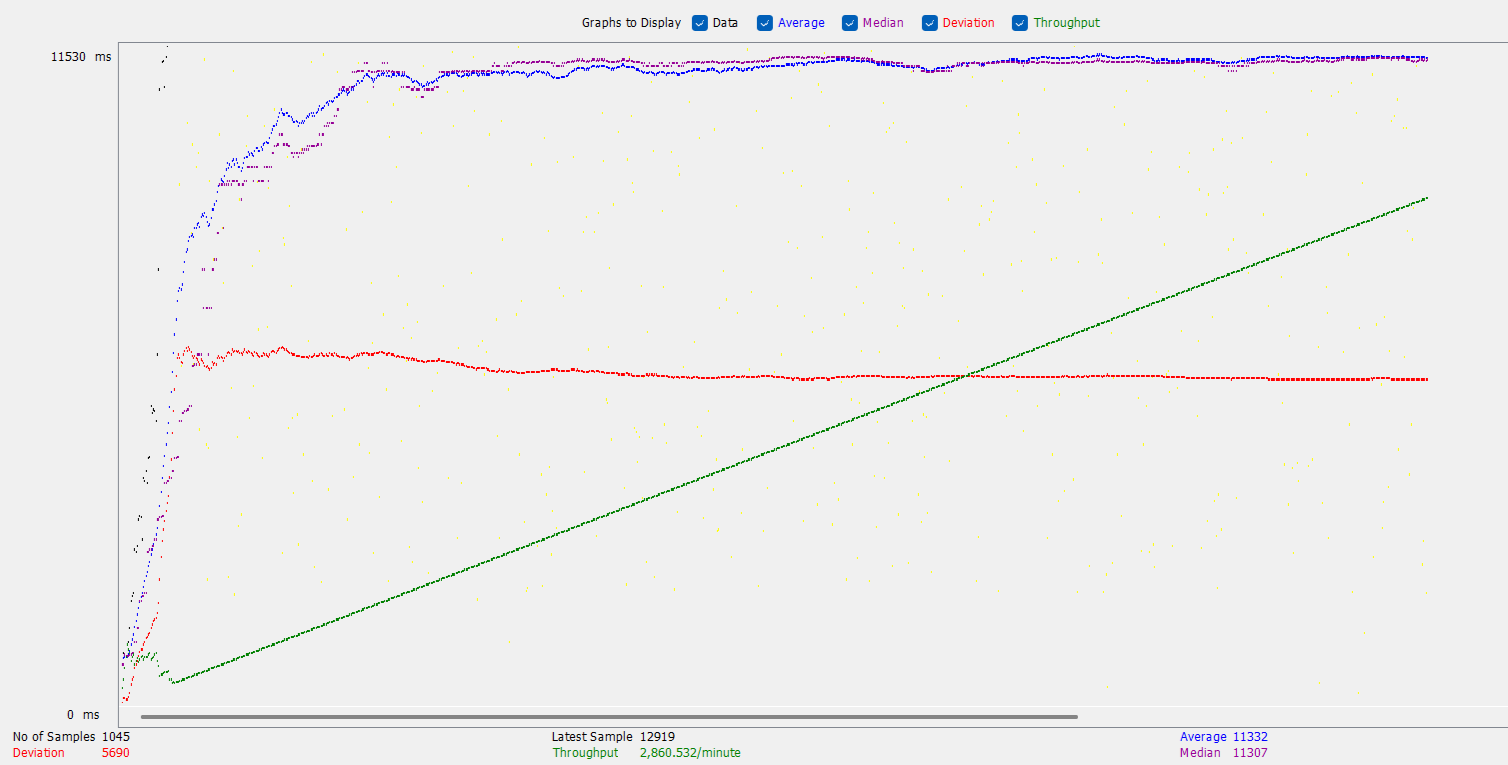 Graphs to Display Data Average Median Deviation Throughput
11530 ms
0 ms
No of Samples 1045 Latest Sample 12919 Average 11332
Deviation 5690 Throughput 2,860.532/minute Median 11307